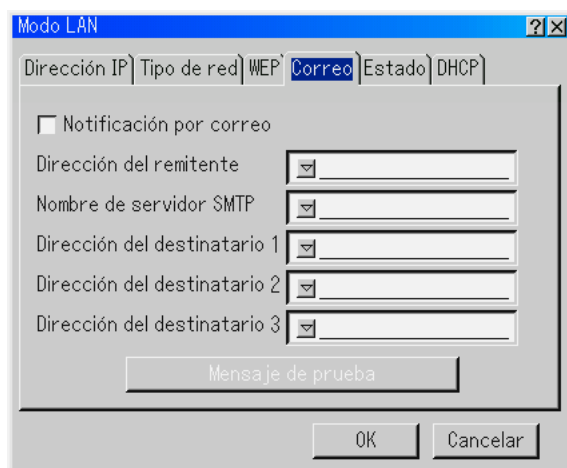 Modo LAN
Dirección IP Tipo de red WEP Correo Estado DHCP
Notificación por correo
Dirección del remitente
Nombre de servidor SMTP
Dirección del destinatario 1
Dirección del destinatario 2
Dirección del destinatario 3
Mensaje de prueba
OK Cancelar